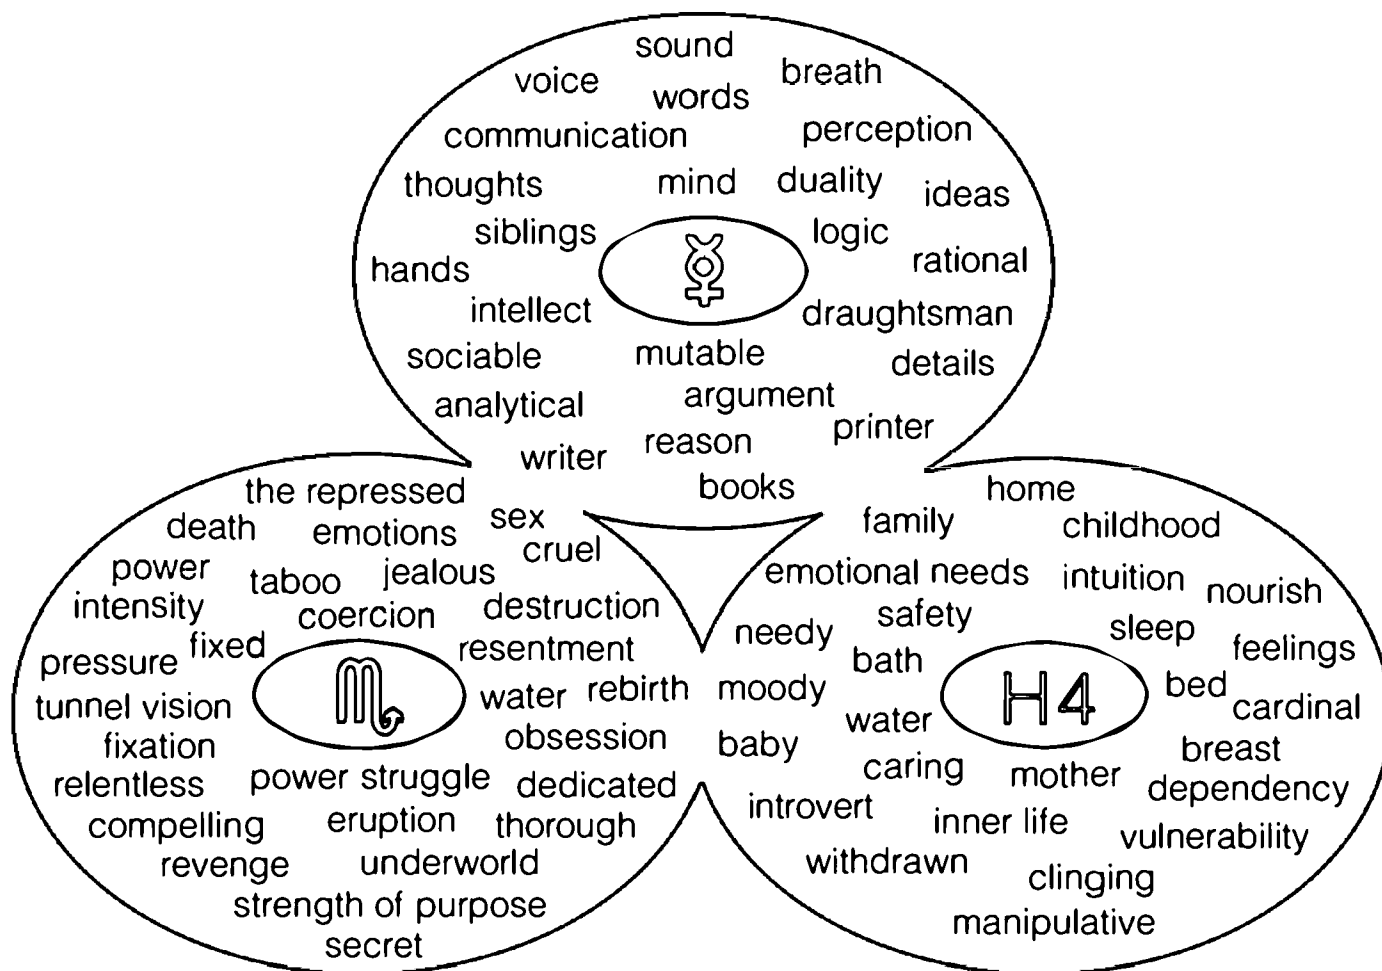 sound
voice
words
breath
communication
perception
thoughts
mind
duality
ideas
siblings
☿
logic
hands
rational
intellect
draughtsman
sociable
mutable
details
analytical
argument
writer
reason
printer
books
the repressed
death
emotions
sex
cruel
power
taboo
jealous
intensity
coercion
destruction
pressure
fixed
resentment
♏
tunnel vision
water
rebirth
fixation
obsession
relentless
power struggle
dedicated
compelling
eruption
thorough
revenge
underworld
strength of purpose
secret
home
family
childhood
emotional needs
intuition
nourish
needy
safety
sleep
bath
feelings
moody
H4
bed
water
cardinal
baby
breast
caring
mother
dependency
introvert
inner life
vulnerability
withdrawn
clinging
manipulative